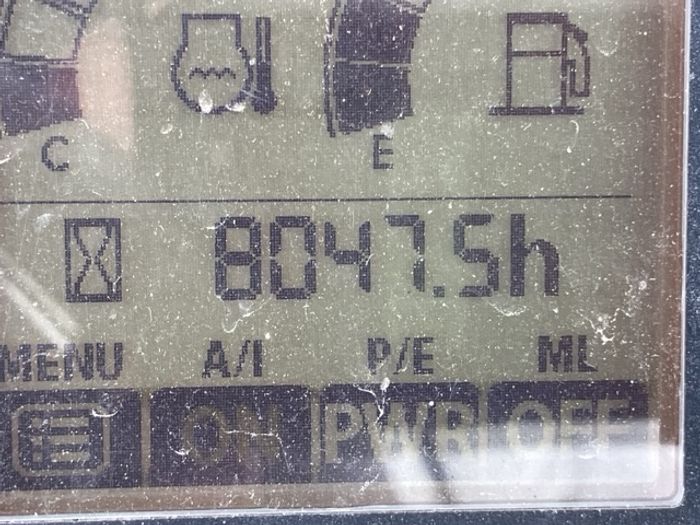 C E
8047.5h
MENU A/I P/E ML
ON PWR OFF